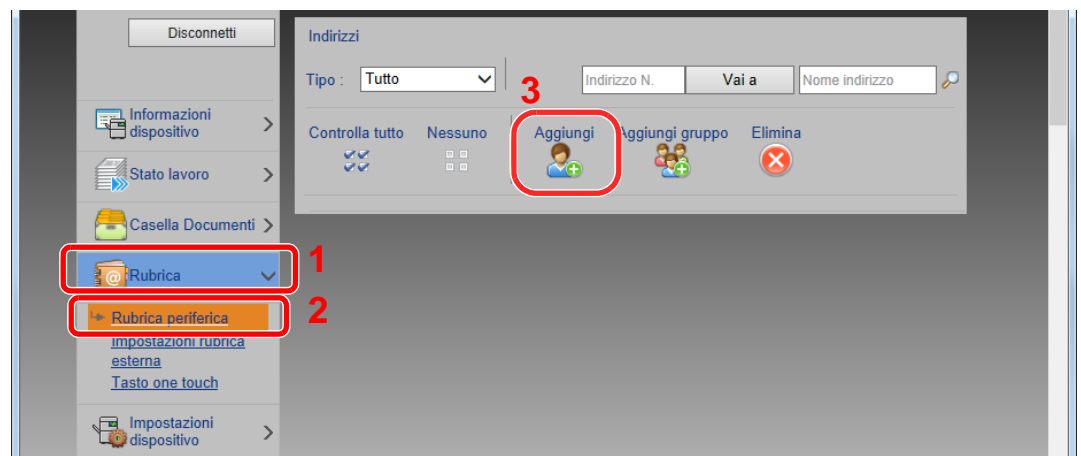 Disconnetti
Informazioni
dispositivo
Stato lavoro
Casella Documenti
Rubrica
1
Rubrica periferica
2
Impostazioni rubrica
esterna
Tasto one touch
Impostazioni
dispositivo
Indirizzi
Tipo : Tutto Indirizzo N. Vai a Nome indirizzo
3
Controlla tutto Nessuno Aggiungi Aggiungi gruppo Elimina